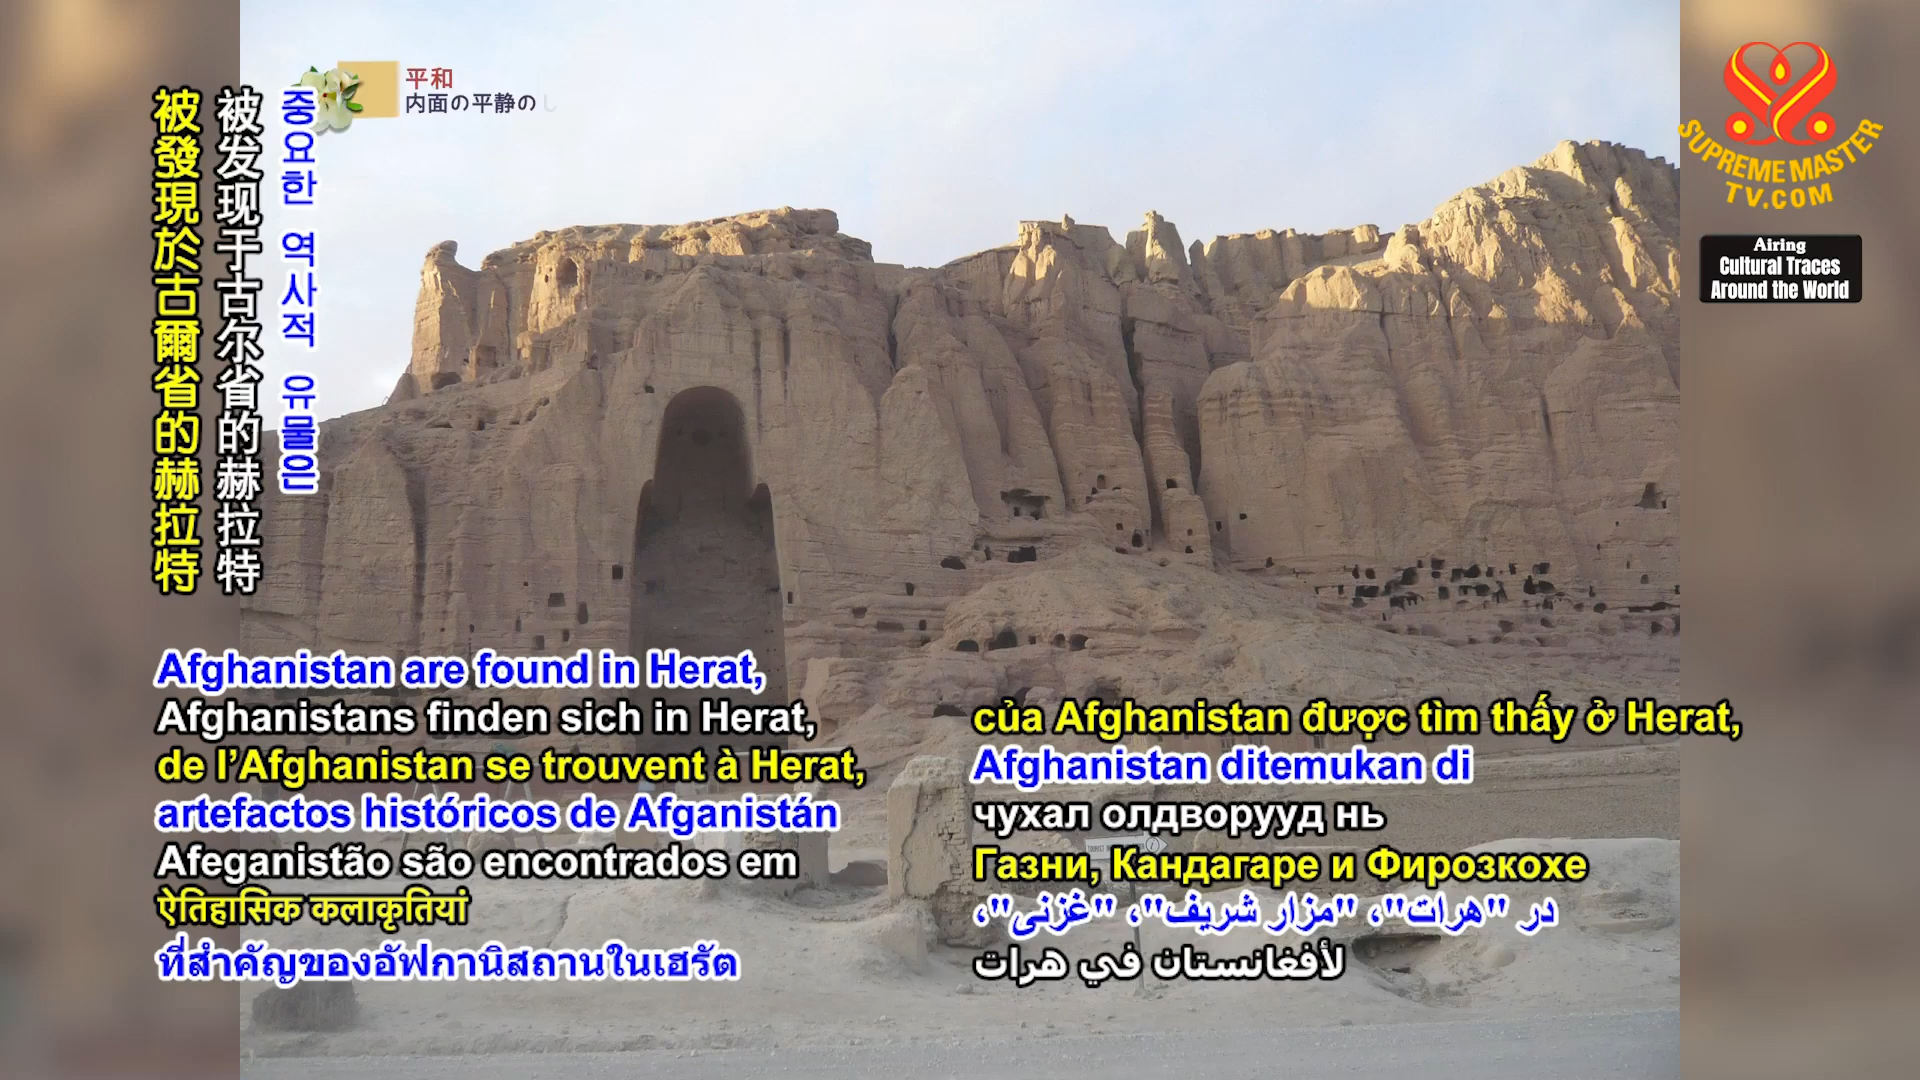 平和
内面の平静の
중요한 역사적 유물은
被发现于古尔省的赫拉特
被發現於古爾省的赫拉特
SUPREME MASTER
TV.COM
Airing
Cultural Traces
Around the World
Afghanistan are found in Herat,
Afghanistans finden sich in Herat,
de l’Afghanistan se trouvent à Herat,
artefactos históricos de Afganistán
Afeganistão são encontrados em
ऐतिहासिक कलाकृतियां
ที่สำคัญของอัฟกานิสถานในเฮรัต
của Afghanistan được tìm thấy ở Herat,
Afghanistan ditemukan di
чухал олдворууд нь
Газни, Кандагаре и Фирозкохе
در "هرات"، "مزار شریف"، "غزنی"،
لأفغانستان في هرات